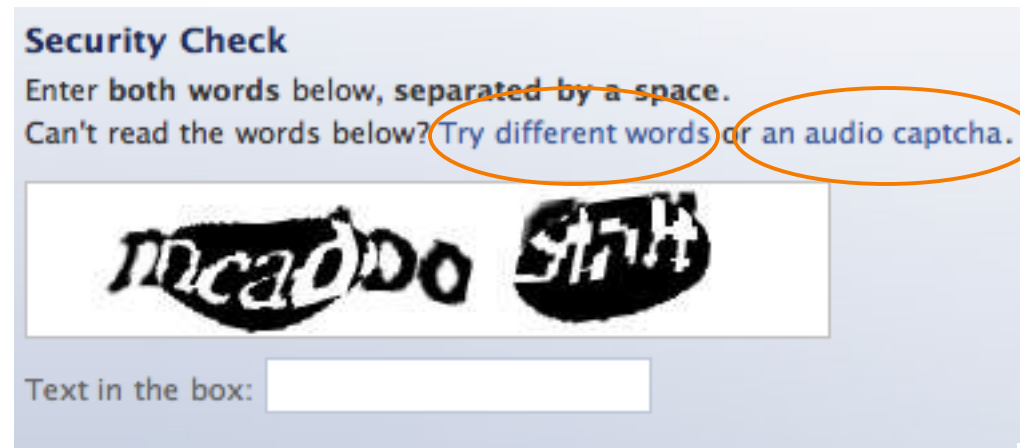 Security Check
Enter both words below, separated by a space.
Can't read the words below? Try different words or an audio captcha.
mcadoo
Text in the box: